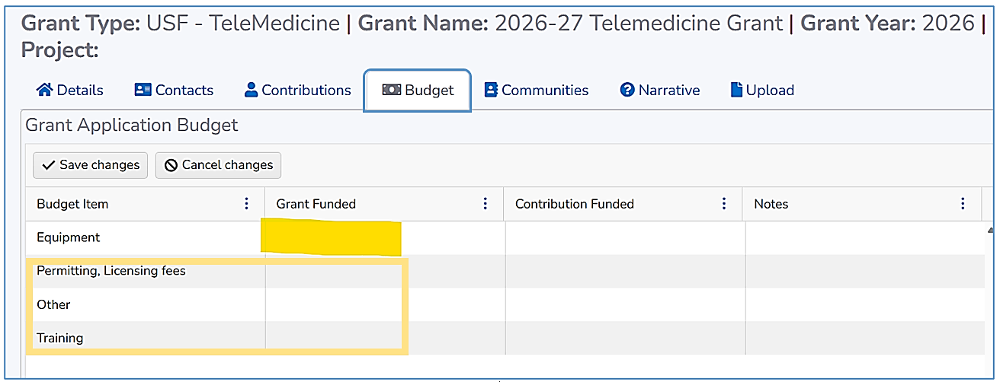 Grant Type: USF - TeleMedicine | Grant Name: 2026-27 Telemedicine Grant | Grant Year: 2026 |
Project:
Details Contacts Contributions Budget Communities Narrative Upload
Grant Application Budget
Save changes Cancel changes
Budget Item Grant Funded Contribution Funded Notes
Equipment
Permitting, Licensing fees
Other
Training